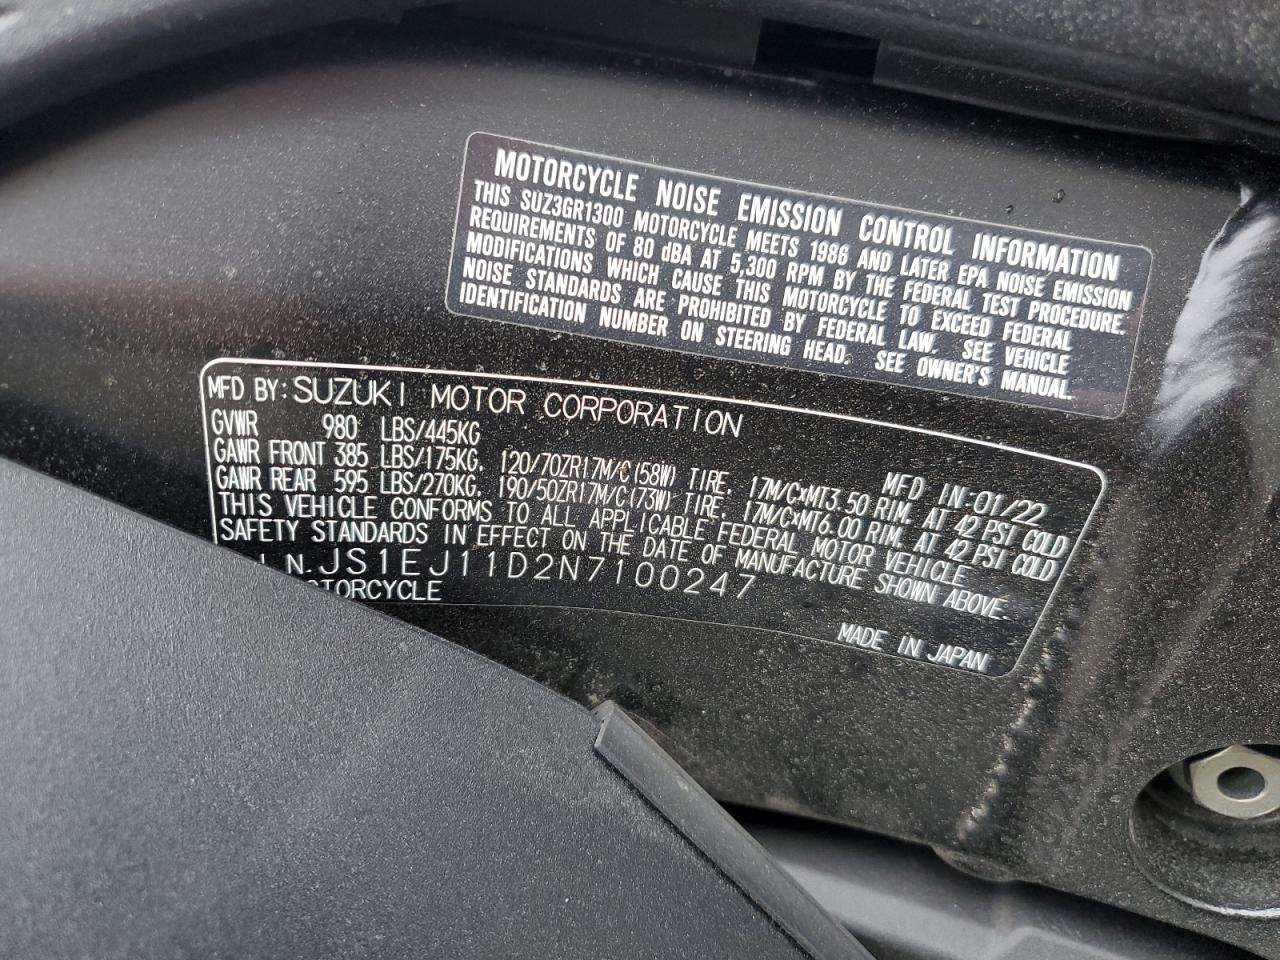 MOTORCYCLE NOISE EMISSION CONTROL INFORMATION
THIS SUZ3GR1300 MOTORCYCLE MEETS 1986 AND LATER EPA NOISE EMISSION
REQUIREMENTS OF 80 dBA AT 5,300 RPM BY THE FEDERAL TEST PROCEDURE.
MODIFICATIONS WHICH CAUSE THIS MOTORCYCLE TO EXCEED FEDERAL
NOISE STANDARDS ARE PROHIBITED BY FEDERAL LAW. SEE VEHICLE
IDENTIFICATION NUMBER ON STEERING HEAD. SEE OWNER'S MANUAL.
MFD BY: SUZUKI MOTOR CORPORATION
GVWR 980 LBS/445KG MFD IN:01/22
GAWR FRONT 385 LBS/175KG. 120/70ZR17M/C(58W) TIRE. 17M/CxMT3.50 RIM. AT 42 PSI COLD
GAWR REAR 595 LBS/270KG. 190/50ZR17M/C(73W) TIRE. 17M/CxMT6.00 RIM. AT 42 PSI COLD
THIS VEHICLE CONFORMS TO ALL APPLICABLE FEDERAL MOTOR VEHICLE
SAFETY STANDARDS IN EFFECT ON THE DATE OF MANUFACTURE SHOWN ABOVE.
I.N. JS1EJ11D2N7100247
TORCYCLE
MADE IN JAPAN